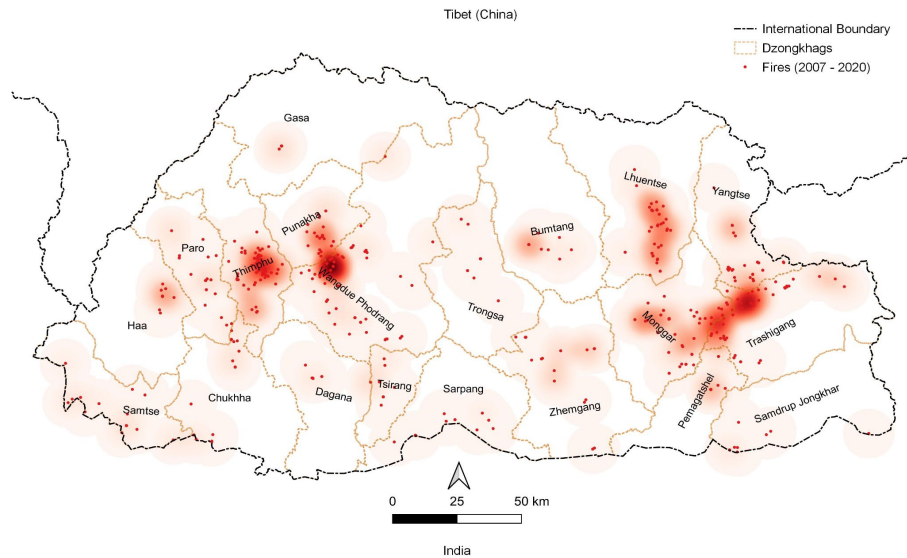 Tibet (China)
International Boundary
Dzongkhags
Fires (2007 - 2020)
Gasa
Lhuentse
Yangtse
Punakha
Bumtang
Paro
Thimphu
Wangdue Phodrang
Trongsa
Haa
Monggar
Trashigang
Tsirang
Sarpang
Dagana
Chukhha
Samtse
Zhemgang
Pemagatshel
Samdrup Jongkhar
0 25 50 km
India